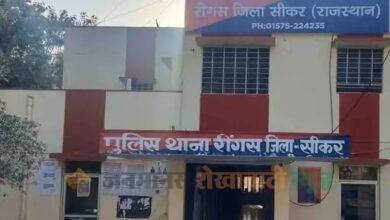 रींगस जिला सीकर (राजस्थान)
PH:01575-224235
पुलिस थाना रींगस जिला-सीकर